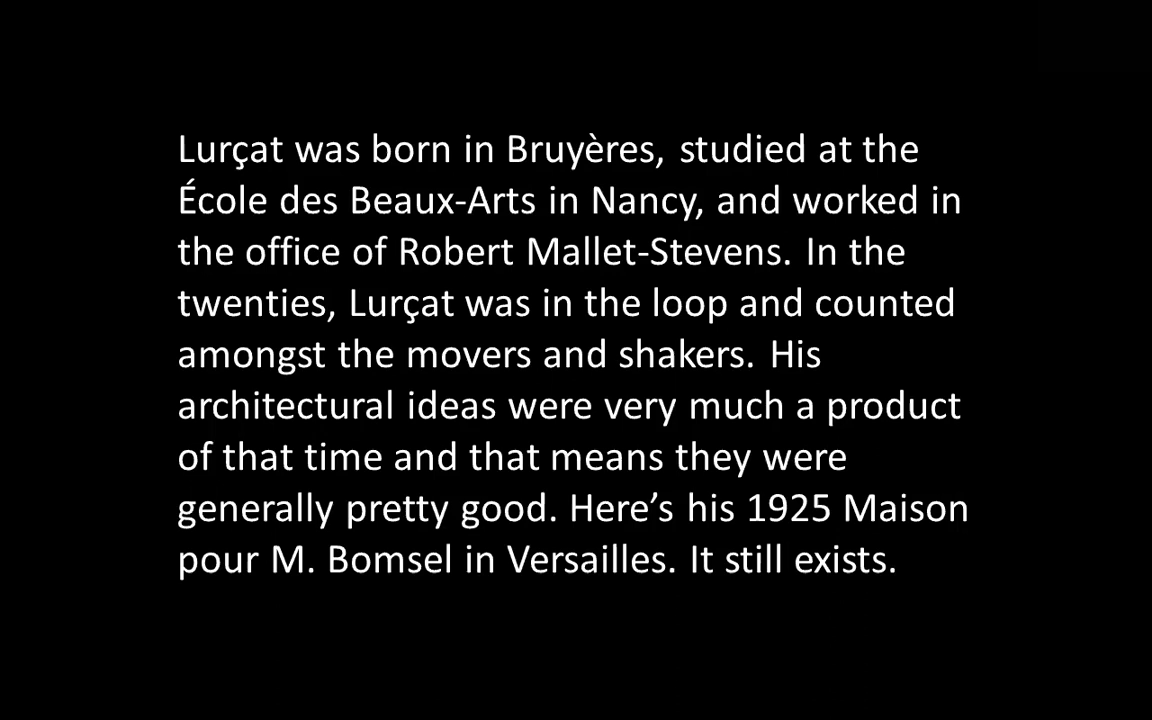 Lurçat was born in Bruyères, studied at the
École des Beaux-Arts in Nancy, and worked in
the office of Robert Mallet-Stevens. In the
twenties, Lurçat was in the loop and counted
amongst the movers and shakers. His
architectural ideas were very much a product
of that time and that means they were
generally pretty good. Here’s his 1925 Maison
pour M. Bomsel in Versailles. It still exists.